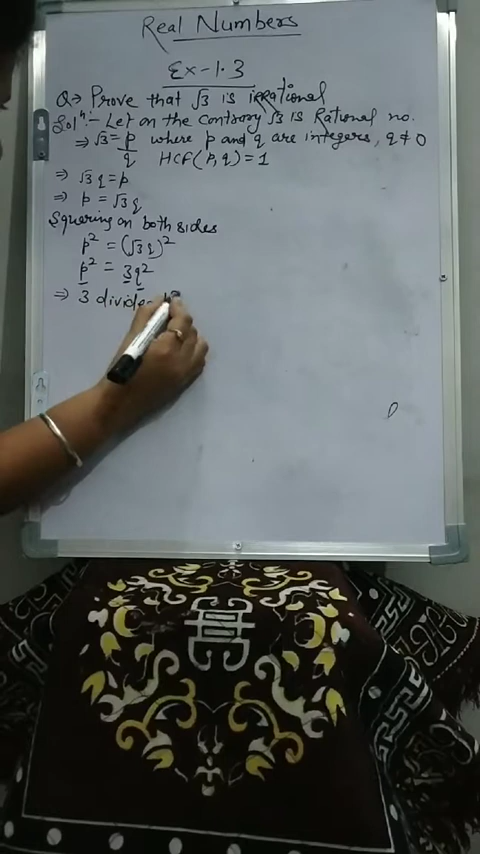 Real Numbers
Ex-1.3
Q→ Prove that √3 is irrational
Solⁿ:- Let on the contrary √3 is Rational no.
⇒ √3 = p/q where p and q are integers, q ≠ 0
HCF(P,q) = 1
⇒ √3 q = p
⇒ p = √3 q
Squering on both sides
p² = (√3 q)²
p² = 3q²
⇒ 3 divide